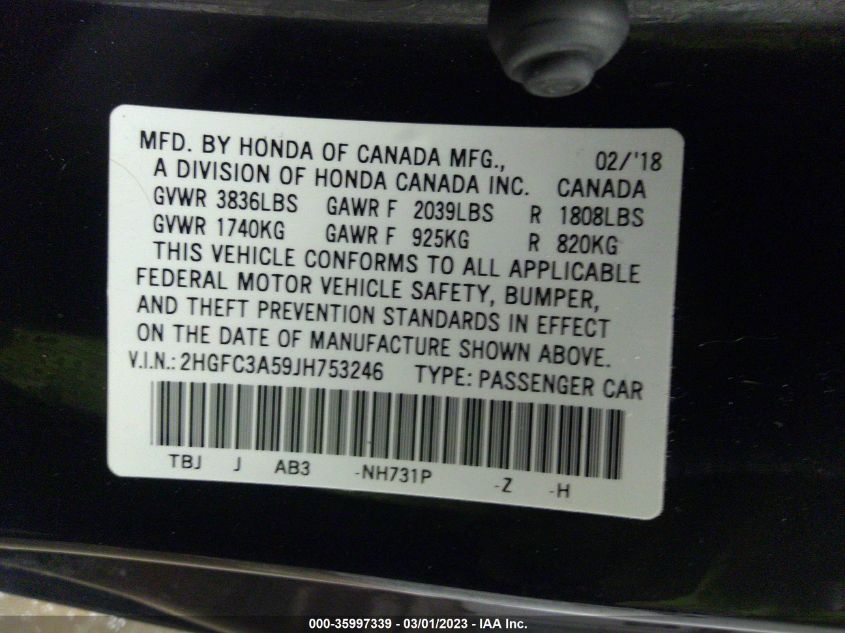 MFD. BY HONDA OF CANADA MFG., 02/'18
A DIVISION OF HONDA CANADA INC. CANADA
GVWR 3836LBS GAWR F 2039LBS R 1808LBS
GVWR 1740KG GAWR F 925KG R 820KG
THIS VEHICLE CONFORMS TO ALL APPLICABLE
FEDERAL MOTOR VEHICLE SAFETY, BUMPER,
AND THEFT PREVENTION STANDARDS IN EFFECT
ON THE DATE OF MANUFACTURE SHOWN ABOVE.
V.I.N.: 2HGFC3A59JH753246 TYPE: PASSENGER CAR
TBJ J AB3 -NH731P -Z -H
000-35997339 - 03/01/2023 - IAA Inc.